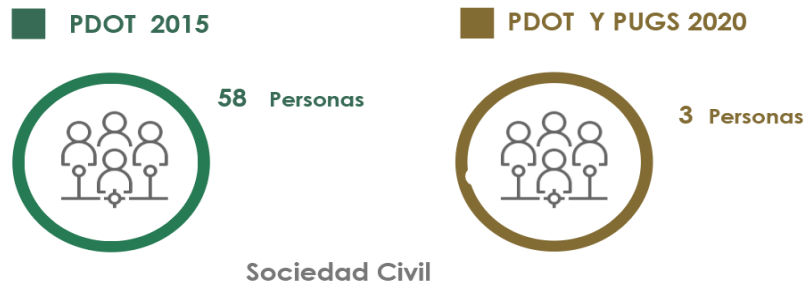 PDOT 2015
PDOT Y PUGS 2020
58 Personas
3 Personas
Sociedad Civil